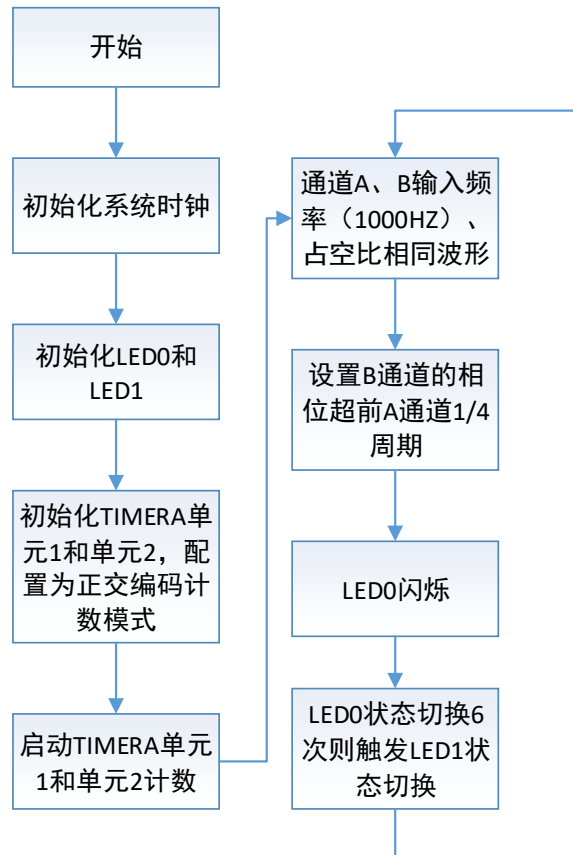 开始
初始化系统时钟
初始化LED0和
LED1
初始化TIMERA单
元1和单元2，配
置为正交编码计
数模式
启动TIMERA单元
1和单元2计数
通道A、B输入频
率（1000HZ）、
占空比相同波形
设置B通道的相
位超前A通道1/4
周期
LED0闪烁
LED0状态切换6
次则触发LED1状
态切换